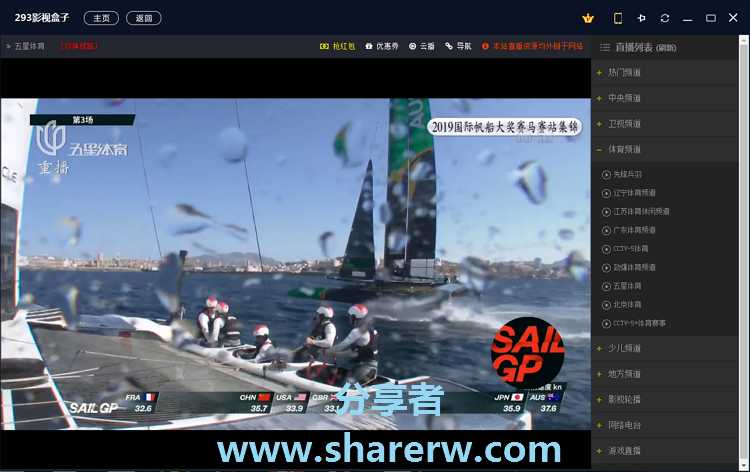 293影视盒子 主页 返回
» 五星体育
抢红包 优惠券 云播 导航 本站直播资源均外链于网络
直播列表 (刷新)
+ 热门频道
+ 中央频道
+ 卫视频道
- 体育频道
先锋乒羽
辽宁体育频道
江苏体育休闲频道
广东体育频道
CCTV-5体育
劲爆体育频道
五星体育
北京体育
CCTV-5+体育赛事
+ 少儿频道
+ 地方频道
+ 影视轮播
+ 网络电台
+ 游戏直播
第3场
五星体育
重播
2019国际帆船大奖赛马赛站集锦
SAIL
GP
速度 kn
SAIL GP
FRA 32.6
CHN 35.7
USA 33.9
GBR
JPN 35.9
AUS 37.6
分享者
www.sharerw.com